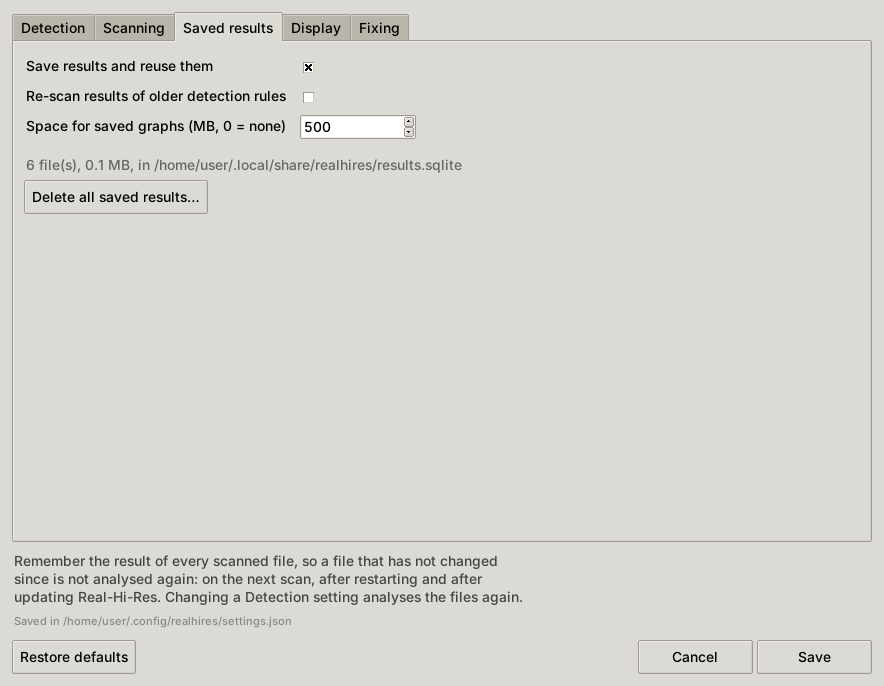 Detection Scanning Saved results Display Fixing
Save results and reuse them
Re-scan results of older detection rules
Space for saved graphs (MB, 0 = none) 500
6 file(s), 0.1 MB, in /home/user/.local/share/realhires/results.sqlite
Delete all saved results...
Remember the result of every scanned file, so a file that has not changed
since is not analysed again: on the next scan, after restarting and after
updating Real-Hi-Res. Changing a Detection setting analyses the files again.
Saved in /home/user/.config/realhires/settings.json
Restore defaults Cancel Save